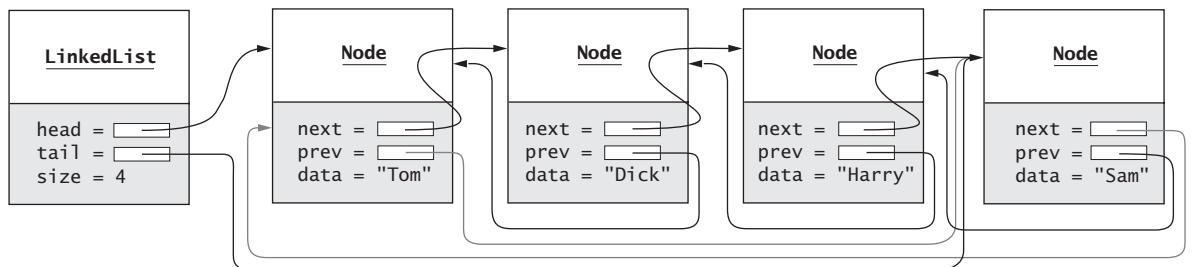 LinkedList
head =
tail =
size = 4
Node
next =
prev =
data = "Tom"
Node
next =
prev =
data = "Dick"
Node
next =
prev =
data = "Harry"
Node
next =
prev =
data = "Sam"